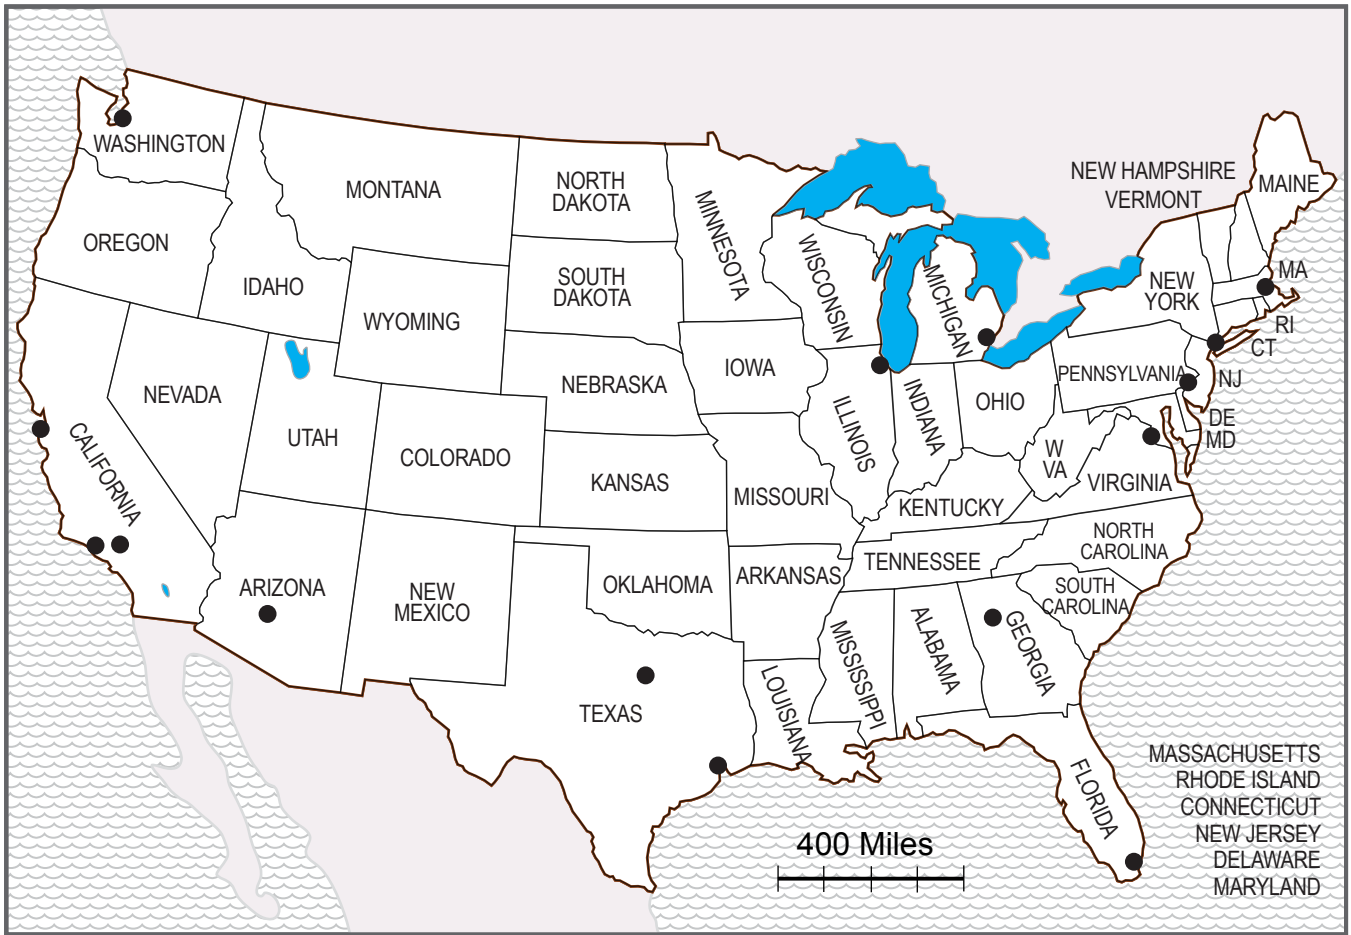 WASHINGTON
OREGON
CALIFORNIA
NEVADA
IDAHO
MONTANA
WYOMING
UTAH
COLORADO
ARIZONA
NEW
MEXICO
NORTH
DAKOTA
SOUTH
DAKOTA
NEBRASKA
KANSAS
OKLAHOMA
TEXAS
MINNESOTA
IOWA
MISSOURI
ARKANSAS
LOUISIANA
WISCONSIN
ILLINOIS
MICHIGAN
INDIANA
OHIO
KENTUCKY
TENNESSEE
MISSISSIPPI
ALABAMA
GEORGIA
FLORIDA
SOUTH
CAROLINA
NORTH
CAROLINA
VIRGINIA
W
VA
PENNSYLVANIA
NEW
YORK
NEW HAMPSHIRE
VERMONT
MAINE
MA
RI
CT
NJ
DE
MD
MASSACHUSETTS
RHODE ISLAND
CONNECTICUT
NEW JERSEY
DELAWARE
MARYLAND
400 Miles